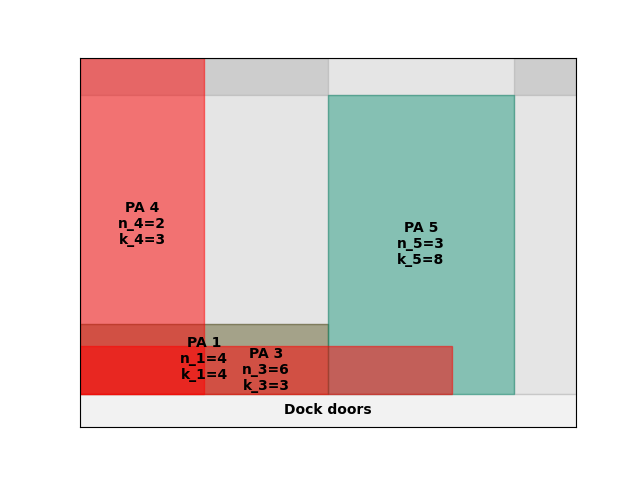 PA 4
n_4=2
k_4=3
PA 5
n_5=3
k_5=8
PA 1
n_1=4
k_1=4
PA 3
n_3=6
k_3=3
Dock doors